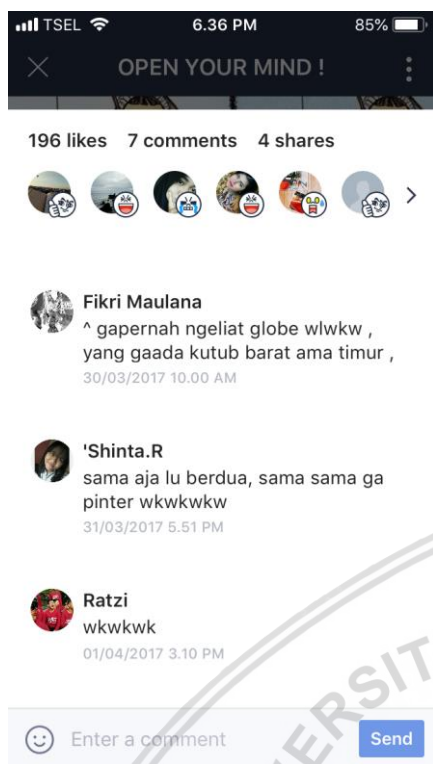 TSEL 6.36 PM 85%
OPEN YOUR MIND !
196 likes 7 comments 4 shares
Fikri Maulana
^ gapernah ngeliat globe wlwkw ,
yang gaada kutub barat ama timur ,
30/03/2017 10.00 AM
'Shinta.R
sama aja lu berdua, sama sama ga
pinter wkwkwkw
31/03/2017 5.51 PM
Ratzi
wkwkwk
01/04/2017 3.10 PM
Enter a comment Send
ERSIT